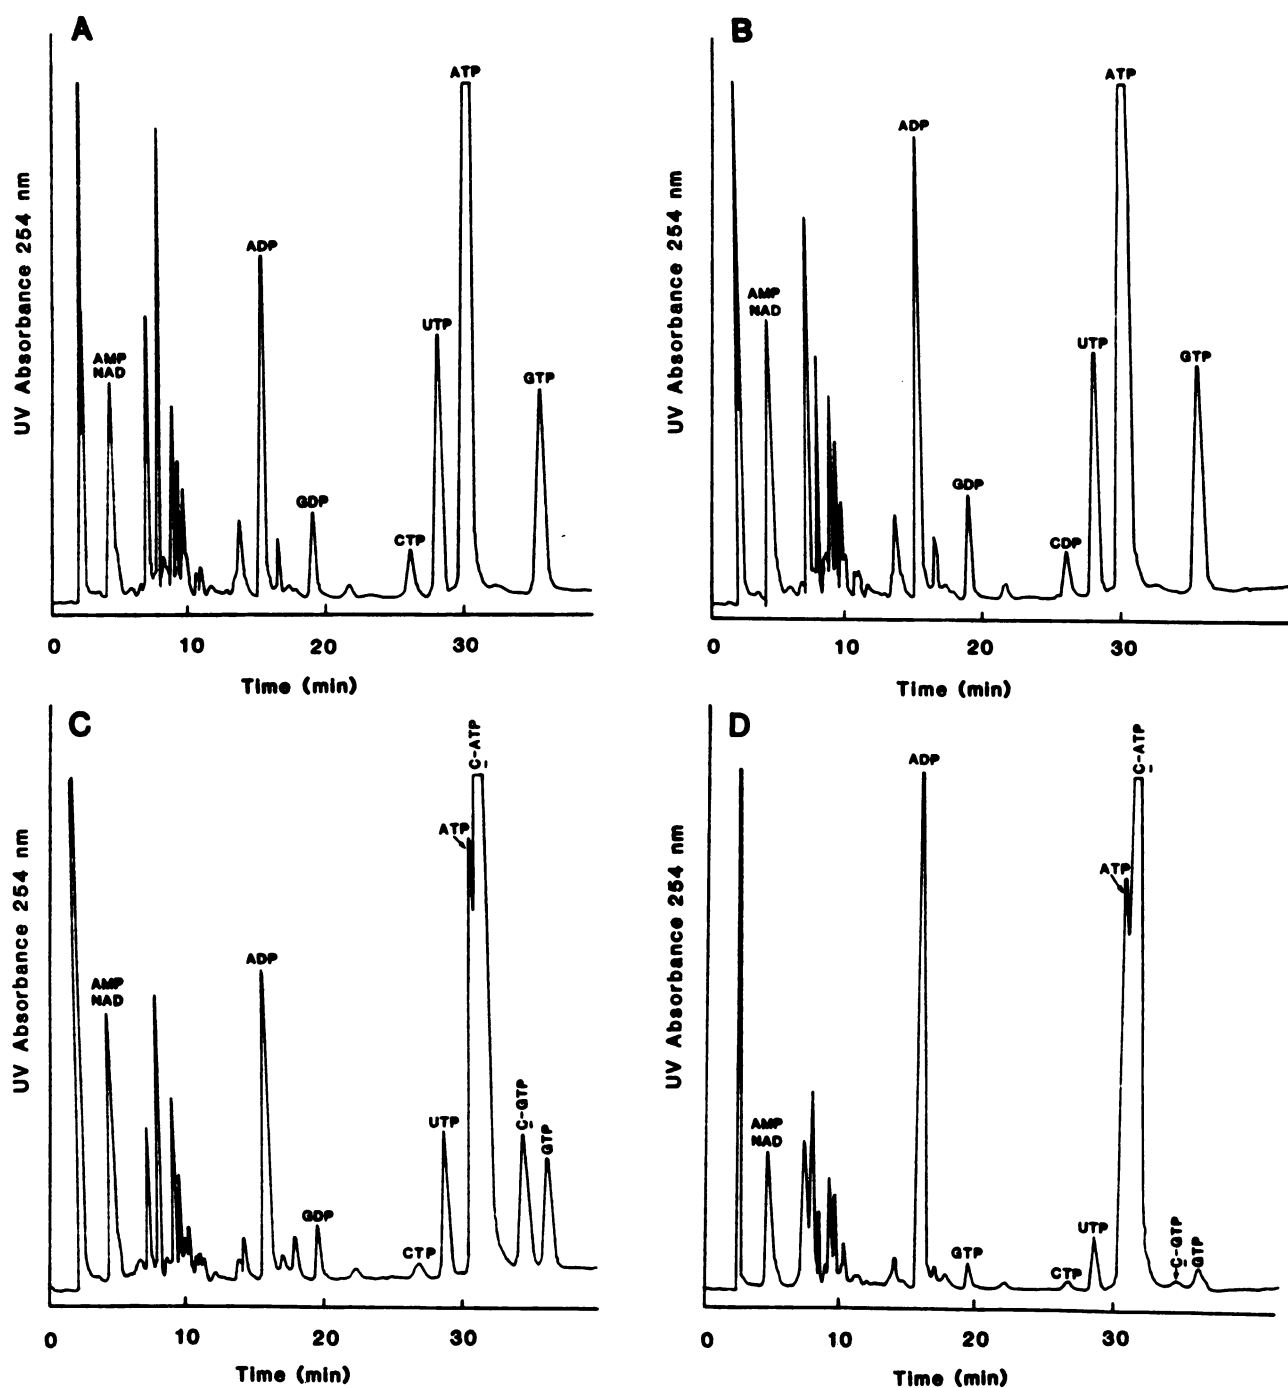 A
ATP
ADP
UTP
GTP
AMP
NAD
GDP
CTP
UV Absorbance 254 nm
0 10 20 30
Time (min)
B
ATP
ADP
AMP
NAD
UTP
GTP
GDP
CDP
UV Absorbance 254 nm
0 10 20 30
Time (min)
C
C-ATP
ATP
ADP
AMP
NAD
UTP
C-GTP
GTP
GDP
CTP
UV Absorbance 254 nm
0 10 20 30
Time (min)
D
C-ATP
ADP
ATP
AMP
NAD
UTP
C-GTP
GTP
GTP
CTP
UV Absorbance 254 nm
0 10 20 30
Time (min)